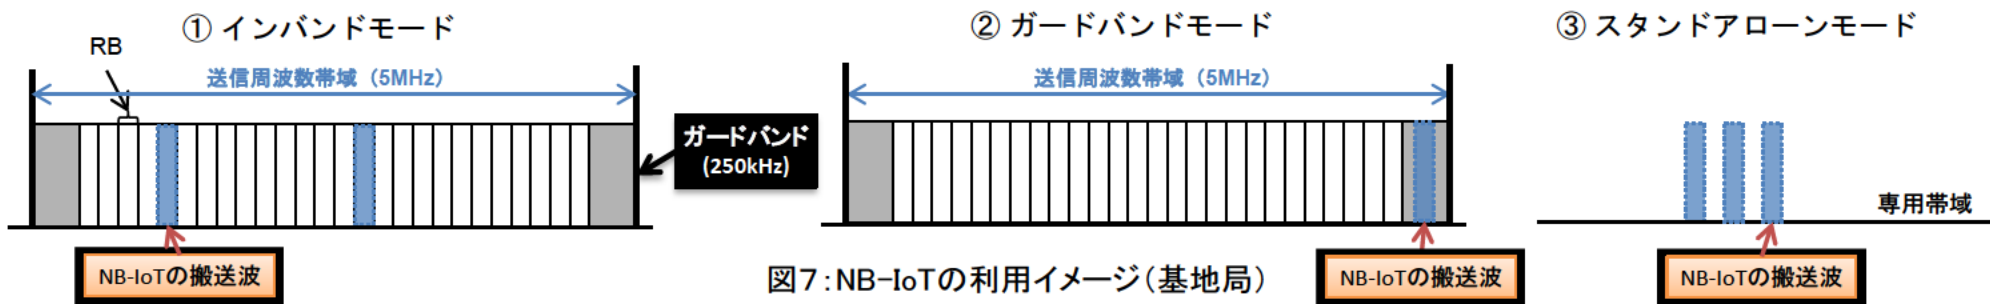 ① インバンドモード
RB
送信周波数帯域（5MHz）
ガードバンド
(250kHz)
NB-IoTの搬送波
② ガードバンドモード
送信周波数帯域（5MHz）
NB-IoTの搬送波
③ スタンドアローンモード
専用帯域
NB-IoTの搬送波
図7：NB-IoTの利用イメージ（基地局）